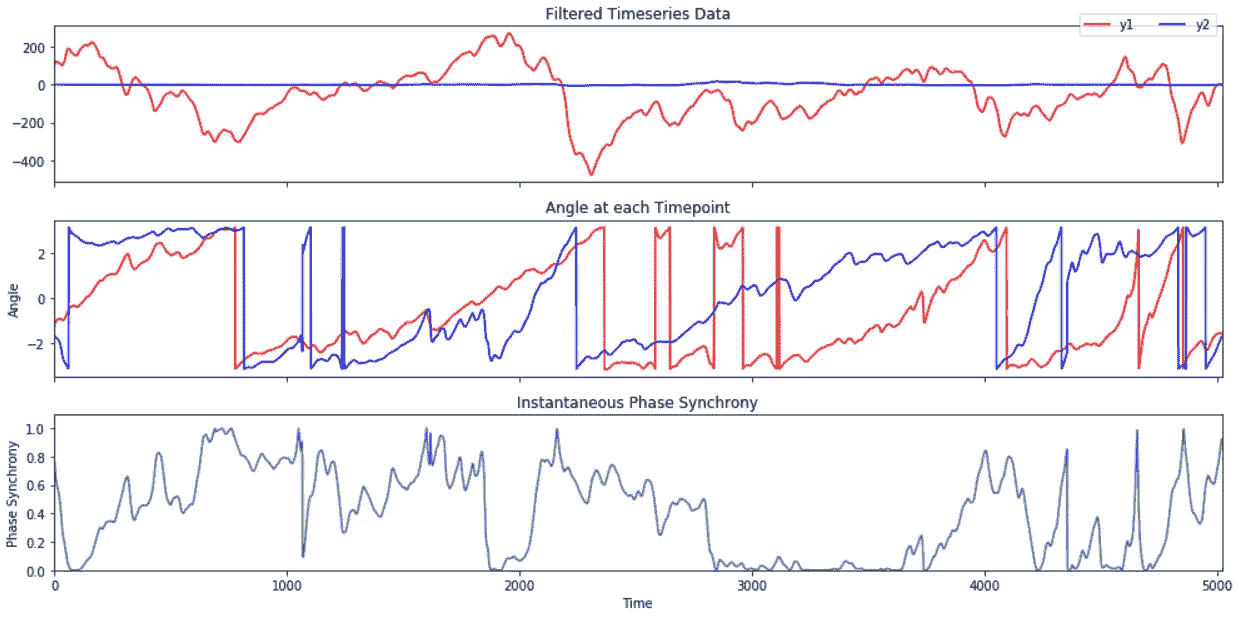 Filtered Timeseries Data
y1 y2
200
0
−200
−400
Angle at each Timepoint
Angle
2
0
−2
Instantaneous Phase Synchrony
Phase Synchrony
1.0
0.8
0.6
0.4
0.2
0.0
0 1000 2000 3000 4000 5000
Time